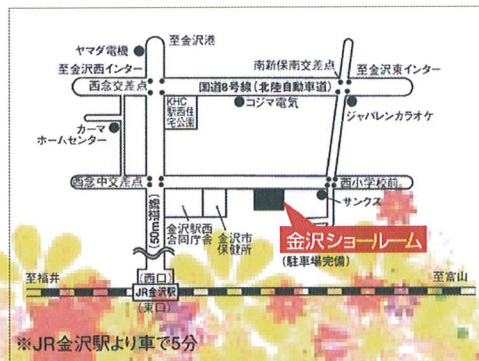 至金沢港
ヤマダ電機
至金沢西インター
南新保南交差点
至金沢東インター
西念交差点
国道8号線(北陸自動車道)
KHC
駅西住
宅公園
コジマ電気
ジャパレンカラオケ
カーマ
ホームセンター
西念中交差点
西小学校前
50m道路
金沢駅西
合同庁舎
金沢市
保健所
サンクス
金沢ショールーム
(駐車場完備)
至福井
(西口)
JR金沢駅
(東口)
至富山
※JR金沢駅より車で5分